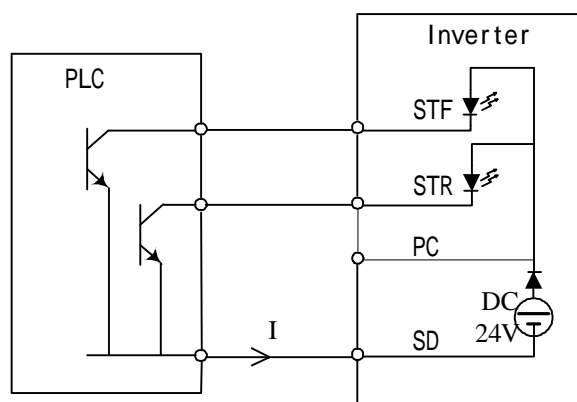 Inverter
PLC
STF
STR
PC
DC
24V
I
SD